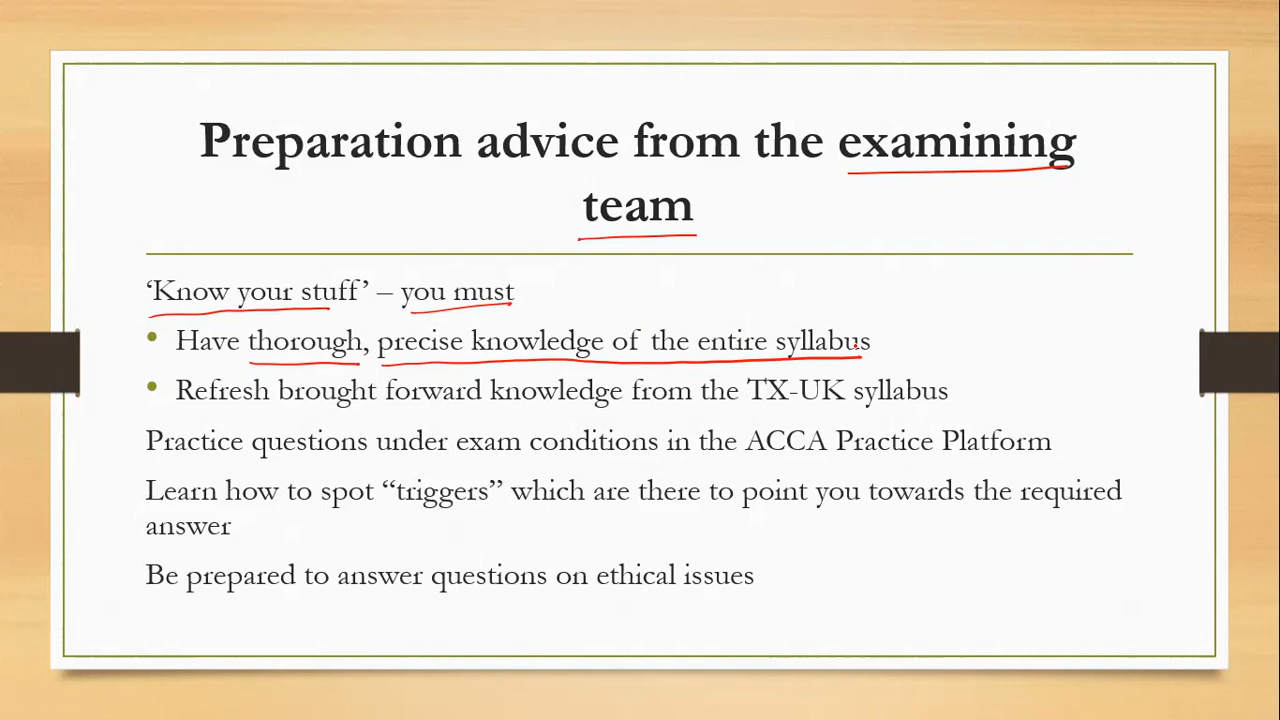 Preparation advice from the examining
team
‘Know your stuff’ – you must
• Have thorough, precise knowledge of the entire syllabus
• Refresh brought forward knowledge from the TX-UK syllabus
Practice questions under exam conditions in the ACCA Practice Platform
Learn how to spot “triggers” which are there to point you towards the required
answer
Be prepared to answer questions on ethical issues